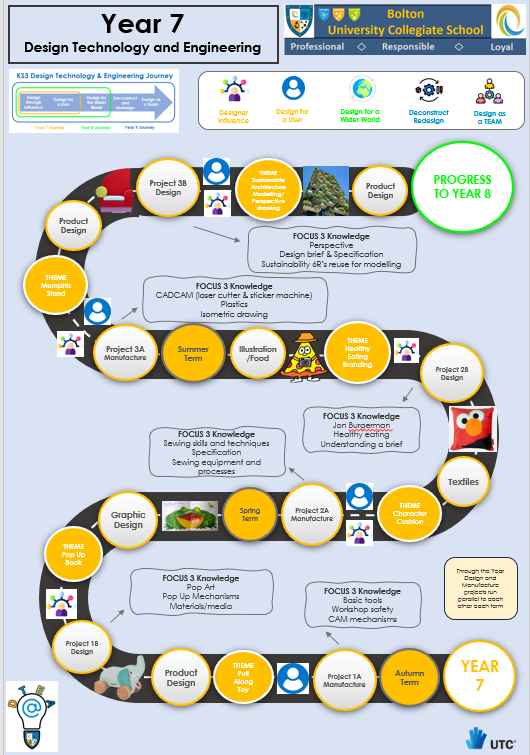 Year 7
Design Technology and Engineering
Bolton
University Collegiate School
Professional ◇ Responsible ◇ Loyal
KS3 Design Technology & Engineering Journey
Design through Influence
Design for a User
Design for the Wider World
Deconstruct and Redesign
Design as a Team
Year 7 Journey
Year 8 Journey
Year 9 Journey
Designer
Influence
Design for
a User
Design for a
Wider World
Deconstruct
Redesign
Design as
a TEAM
PROGRESS
TO YEAR 8
Product
Design
THEME
Sustainable
Architecture
Modelling/
Perspective
drawing
Project 3B
Design
FOCUS 3 Knowledge
Perspective
Design brief & Specification
Sustainability 6R's reuse for modelling
Product
Design
THEME
Memphis
Stand
FOCUS 3 Knowledge
CADCAM (laser cutter & sticker machine)
Plastics
Isometric drawing
Project 3A
Manufacture
Summer
Term
Illustration
/Food
THEME
Healthy
Eating
Branding
Project 2B
Design
FOCUS 3 Knowledge
Jon Burgerman
Healthy eating
Understanding a brief
FOCUS 3 Knowledge
Sewing skills and techniques
Specification
Sewing equipment and
processes
Textiles
Graphic
Design
Spring
Term
Project 2A
Manufacture
THEME
Character
Cushion
THEME
Pop Up
Book
FOCUS 3 Knowledge
Pop Art
Pop Up Mechanisms
Materials/media
FOCUS 3 Knowledge
Basic tools
Workshop safety
CAM mechanisms
Through the Year
Design and
Manufacture
projects run
parallel to each
other each term
Project 1B
Design
Product
Design
THEME
Pull
Along
Toy
Project 1A
Manufacture
Autumn
Term
YEAR
7
@
UTC